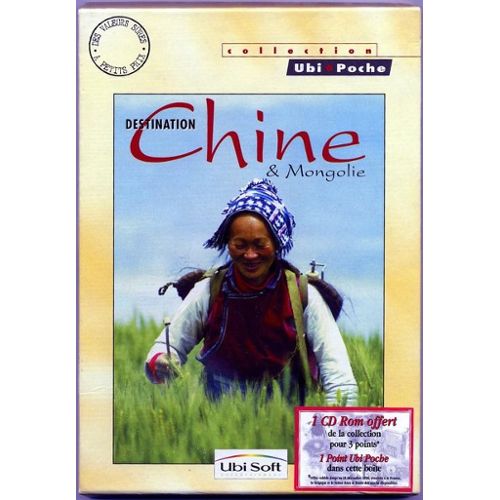 DES VALEURS SURES
A PETITS PRIX
collection
Ubi Poche
DESTINATION
Chine
& Mongolie
1 CD Rom offert
de la collection
pour 3 points*
1 Point Ubi Poche
dans cette boîte
Ubi Soft